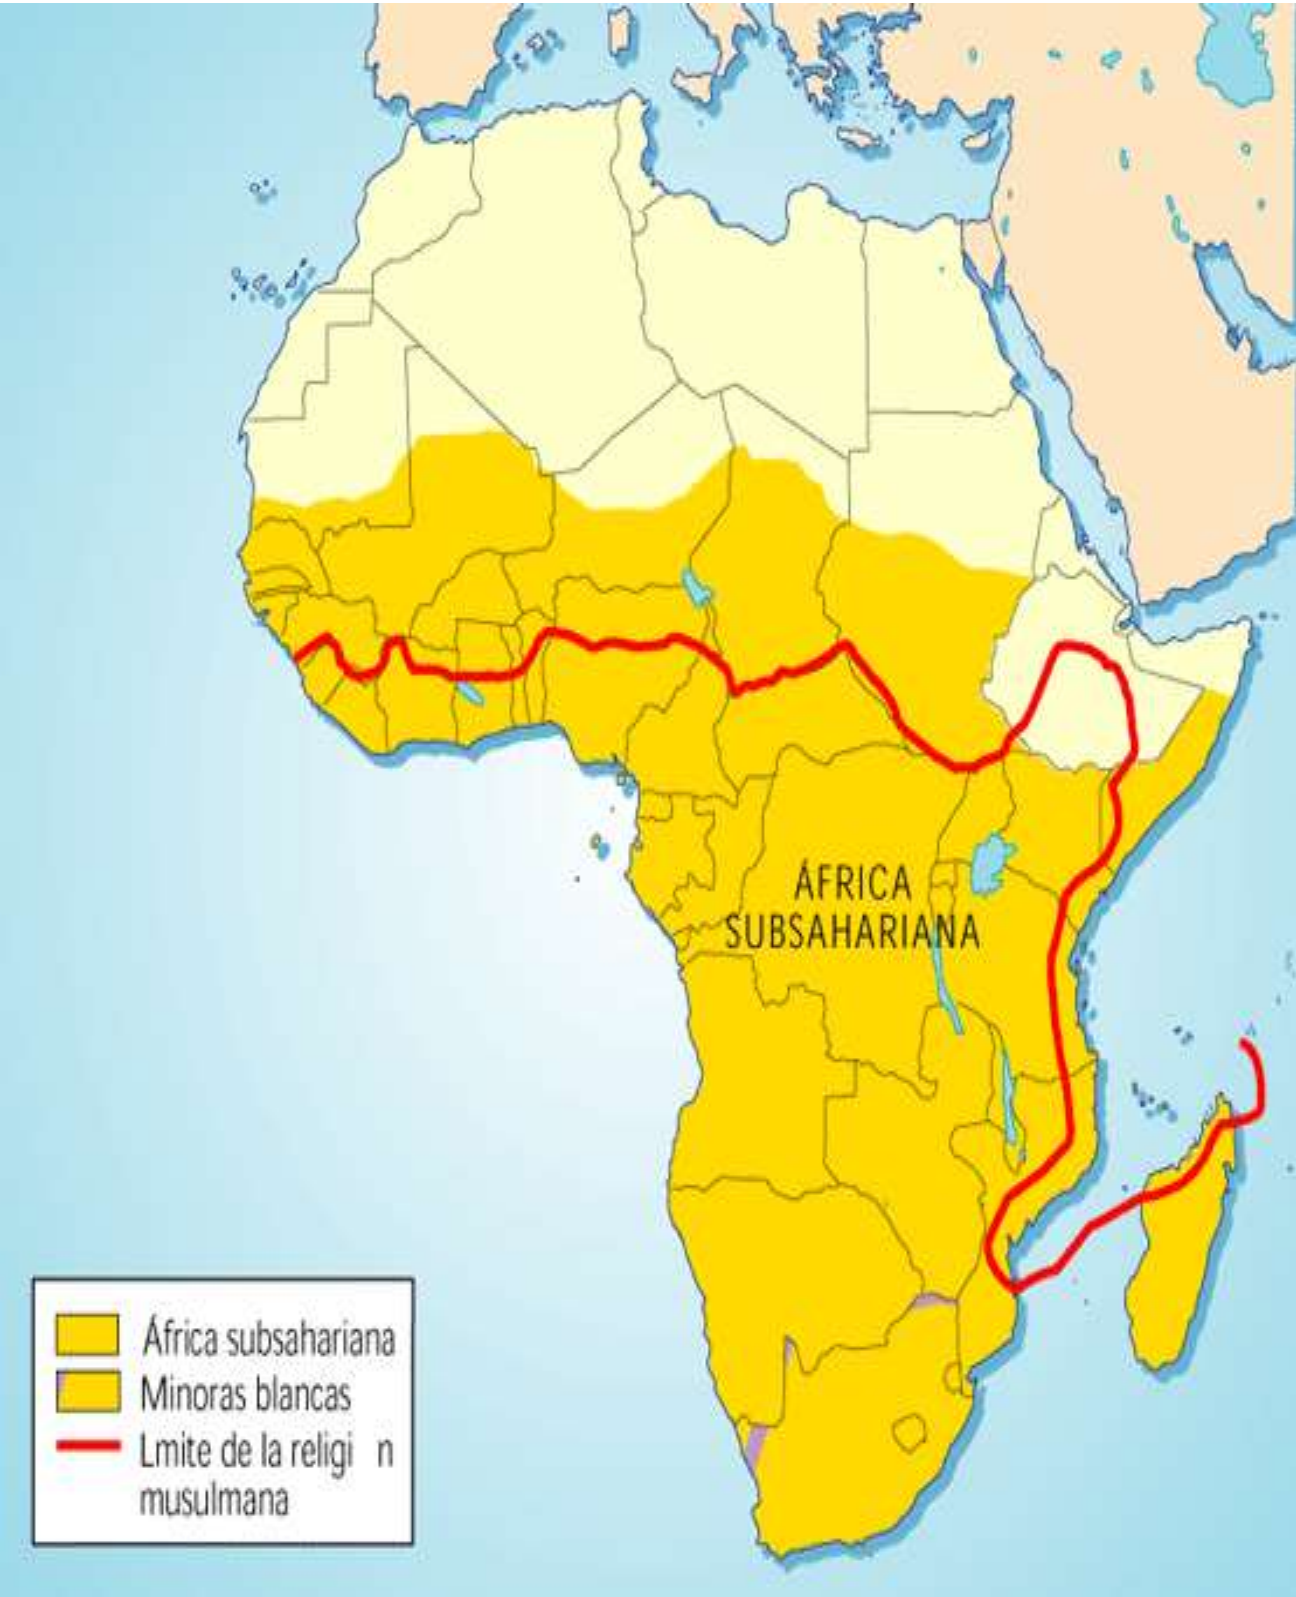 ÁFRICA
SUBSAHARIANA
África subsahariana
Minoras blancas
Lmite de la religi n
musulmana